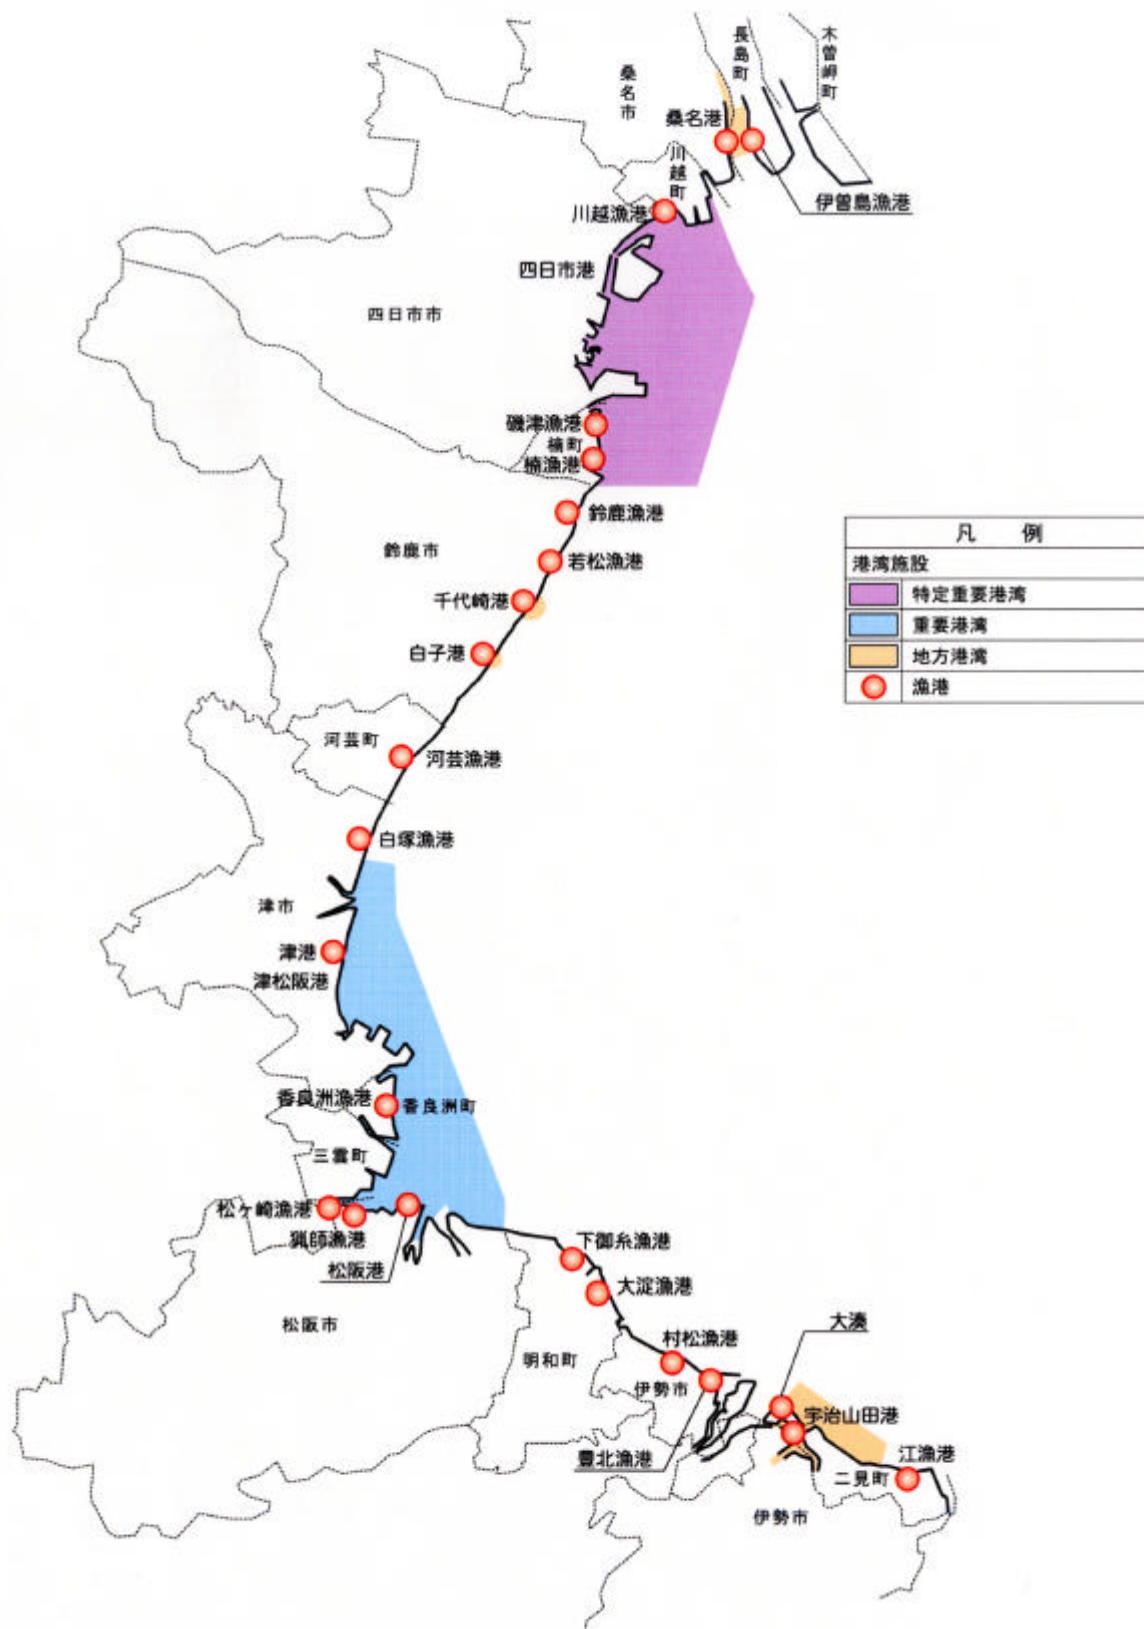 木曽岬町
長島町
桑名市
桑名港
川越町
伊曽島漁港
川越漁港
四日市港
四日市市
磯津漁港
楠町
楠漁港
鈴鹿漁港
鈴鹿市
若松漁港
千代崎港
白子港
凡 例
港湾施設
特定重要港湾
重要港湾
地方港湾
漁港
河芸町
河芸漁港
白塚漁港
津市
津港
津松阪港
香良洲漁港
香良洲町
三雲町
松ヶ崎漁港
猟師漁港
松阪港
下御糸漁港
大淀漁港
松阪市
大湊
村松漁港
明和町
伊勢市
宇治山田港
豊北漁港
江漁港
二見町
伊勢市